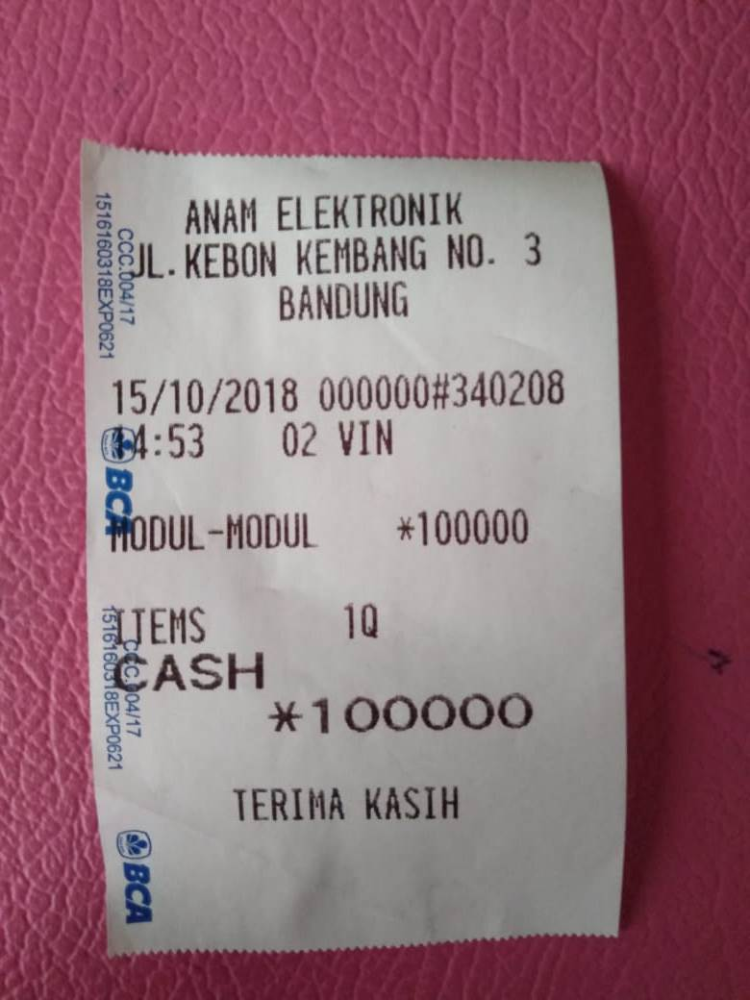 ANAM ELEKTRONIK
JL.KEBON KEMBANG NO. 3
BANDUNG
15/10/2018 000000#340208
14:53 02 VIN
MODUL-MODUL *100000
ITEMS 1Q
CASH
*100000
TERIMA KASIH
CCC.004/17
1516160318EXP0621
BCA
CCC.004/17
1516160318EXP0621
BCA